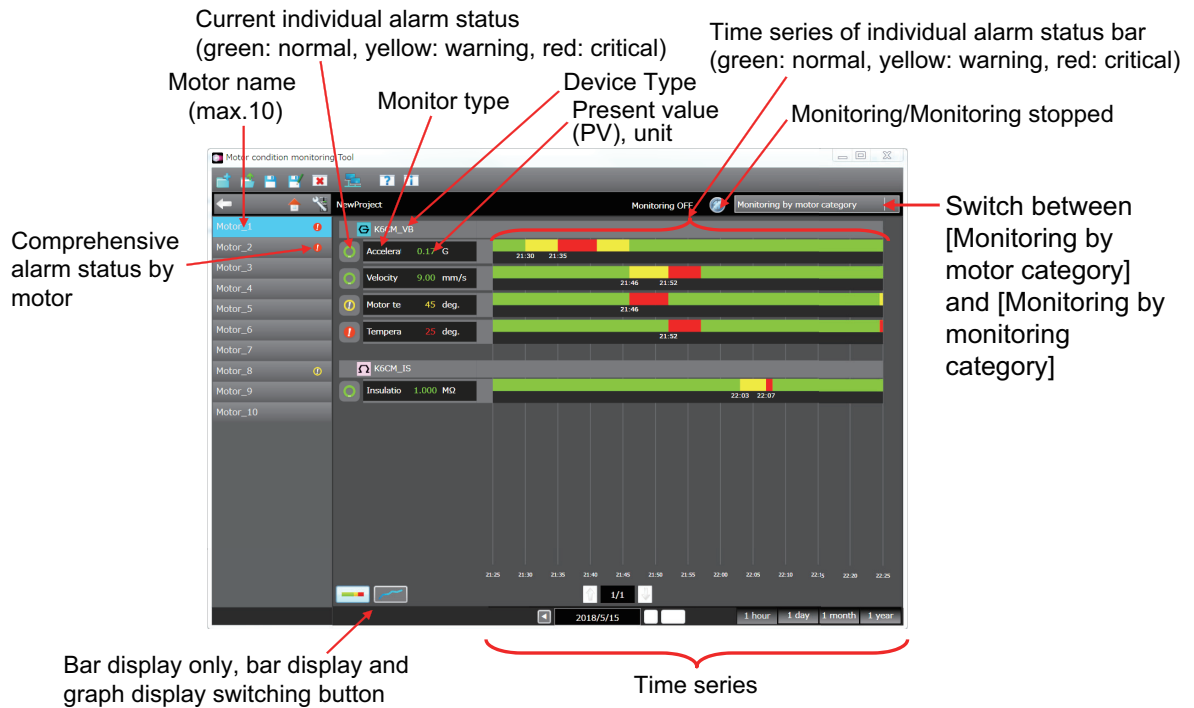 Current individual alarm status
(green: normal, yellow: warning, red: critical)
Time series of individual alarm status bar
(green: normal, yellow: warning, red: critical)
Motor name
(max.10)
Monitor type
Device Type
Present value
(PV), unit
Monitoring/Monitoring stopped
Motor condition monitoring Tool
NewProject
Monitoring OFF
Monitoring by motor category
Switch between
[Monitoring by
motor category]
and [Monitoring by
monitoring
category]
Comprehensive
alarm status by
motor
Motor_1
Motor_2
Motor_3
Motor_4
Motor_5
Motor_6
Motor_7
Motor_8
Motor_9
Motor_10
K6CM_VB
Accelera 0.17 G
21:30 21:35
Velocity 9.00 mm/s
21:46 21:52
Motor te 45 deg.
21:46
Tempera 25 deg.
21:52
K6CM_IS
Insulatio 1.000 MΩ
22:03 22:07
21:25 21:30 21:35 21:40 21:45 21:50 21:55 22:00 22:05 22:10 22:15 22:20 22:25
1/1
2018/5/15
1 hour 1 day 1 month 1 year
Bar display only, bar display and
graph display switching button
Time series